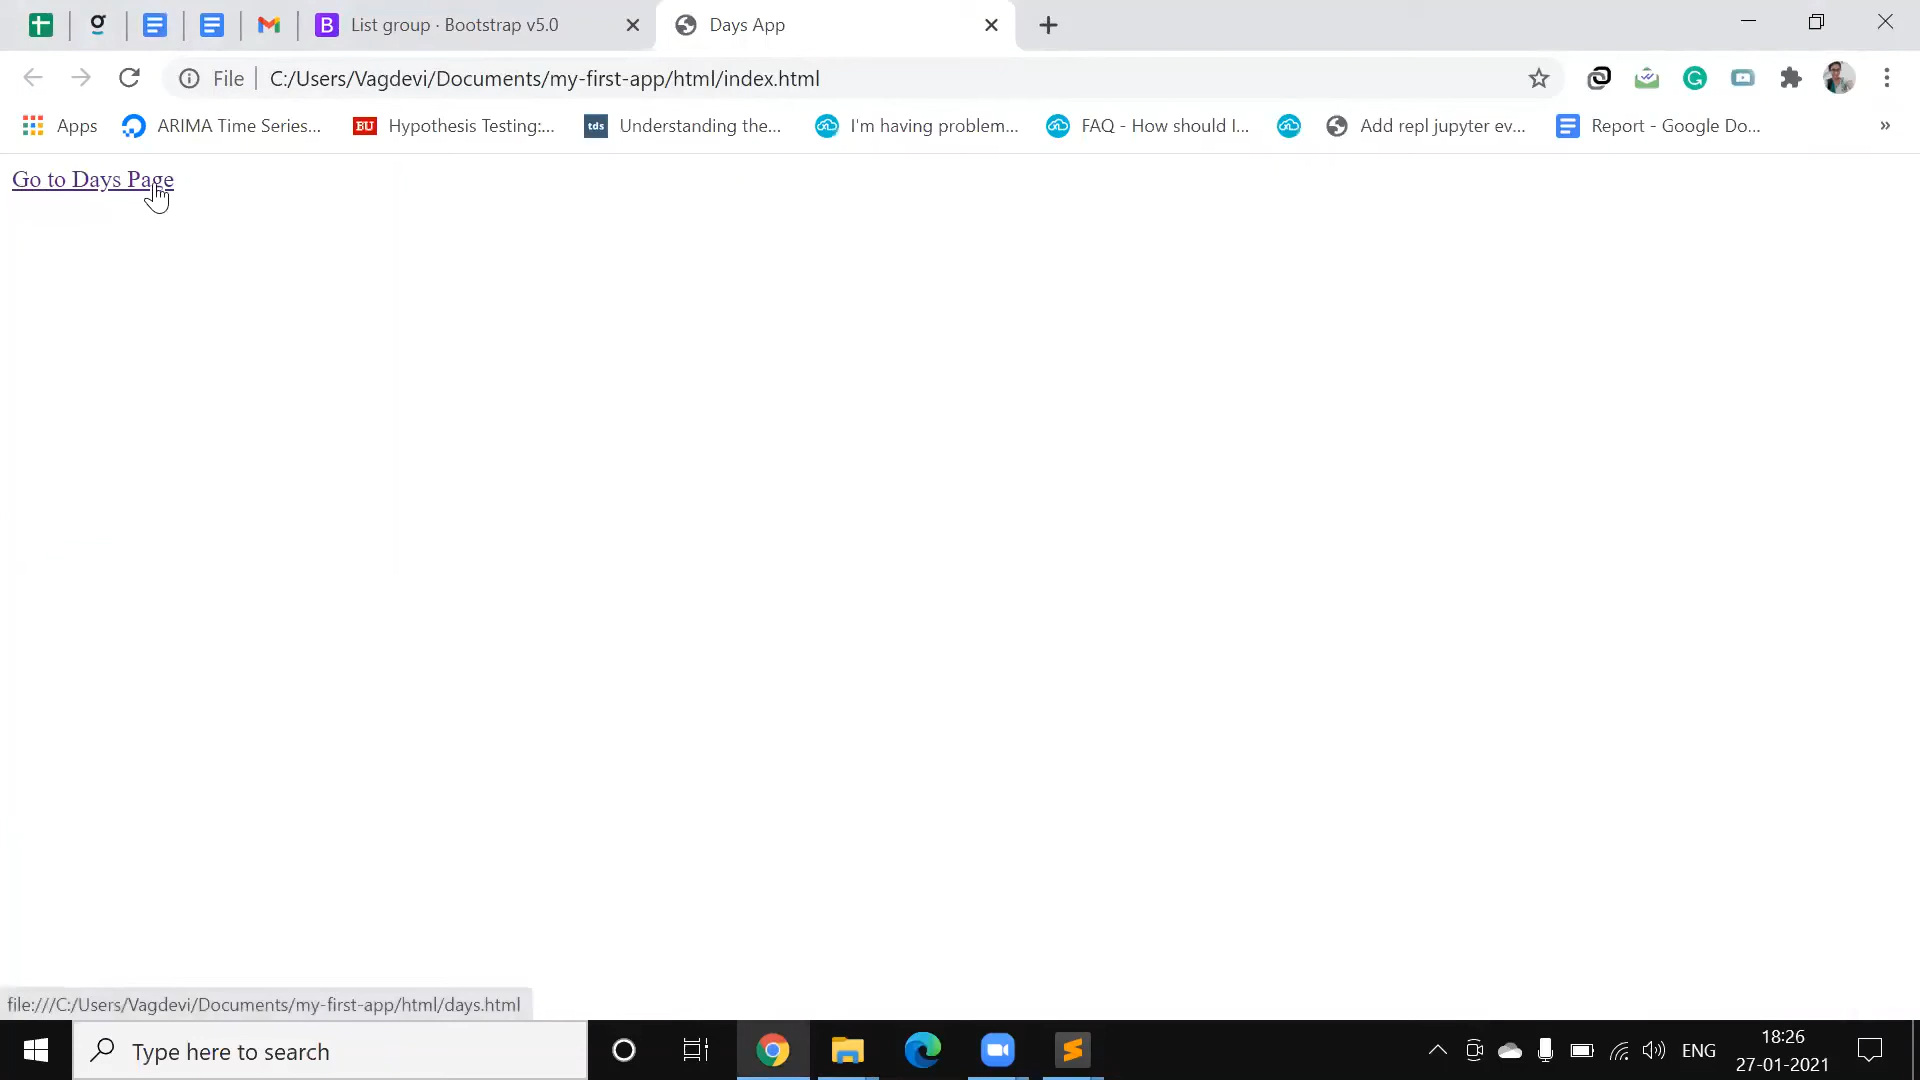 List group · Bootstrap v5.0
Days App
File
C:/Users/Vagdevi/Documents/my-first-app/html/index.html
Apps
ARIMA Time Series...
BU
Hypothesis Testing:...
tds
Understanding the...
I'm having problem...
FAQ - How should I...
Add repl jupyter ev...
Report - Google Do...
»
Go to Days Page
file:///C:/Users/Vagdevi/Documents/my-first-app/html/days.html
Type here to search
ENG
18:26
27-01-2021